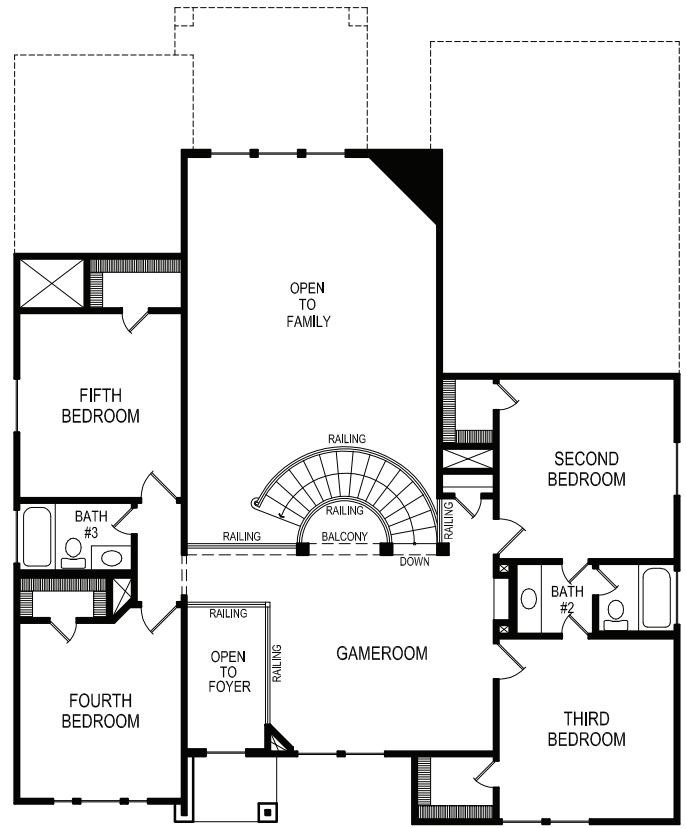 OPEN
TO
FAMILY
FIFTH
BEDROOM
RAILING
SECOND
BEDROOM
RAILING
RAILING
BATH
#3
RAILING
BALCONY
DOWN
BATH
#2
RAILING
OPEN
TO
FOYER
RAILING
GAMEROOM
FOURTH
BEDROOM
THIRD
BEDROOM